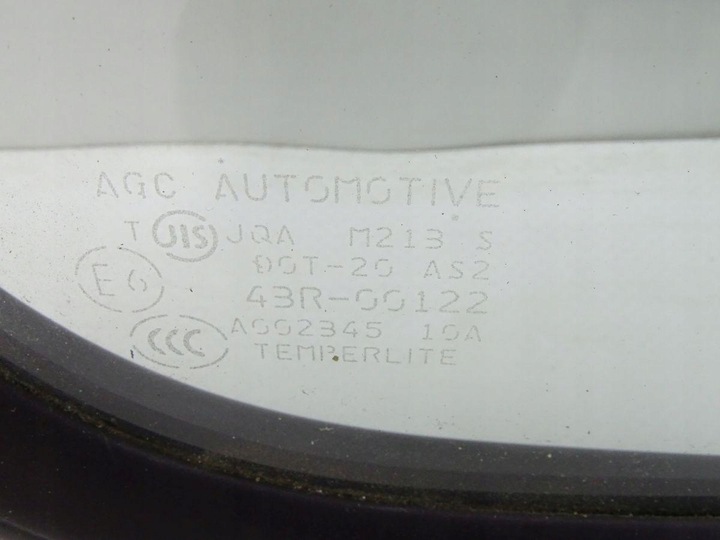 AGC AUTOMOTIVE
T JIS JQA M213 S
DOT-20 AS2
E6 43R-00122
CCC A002345 10A
TEMPERLITE